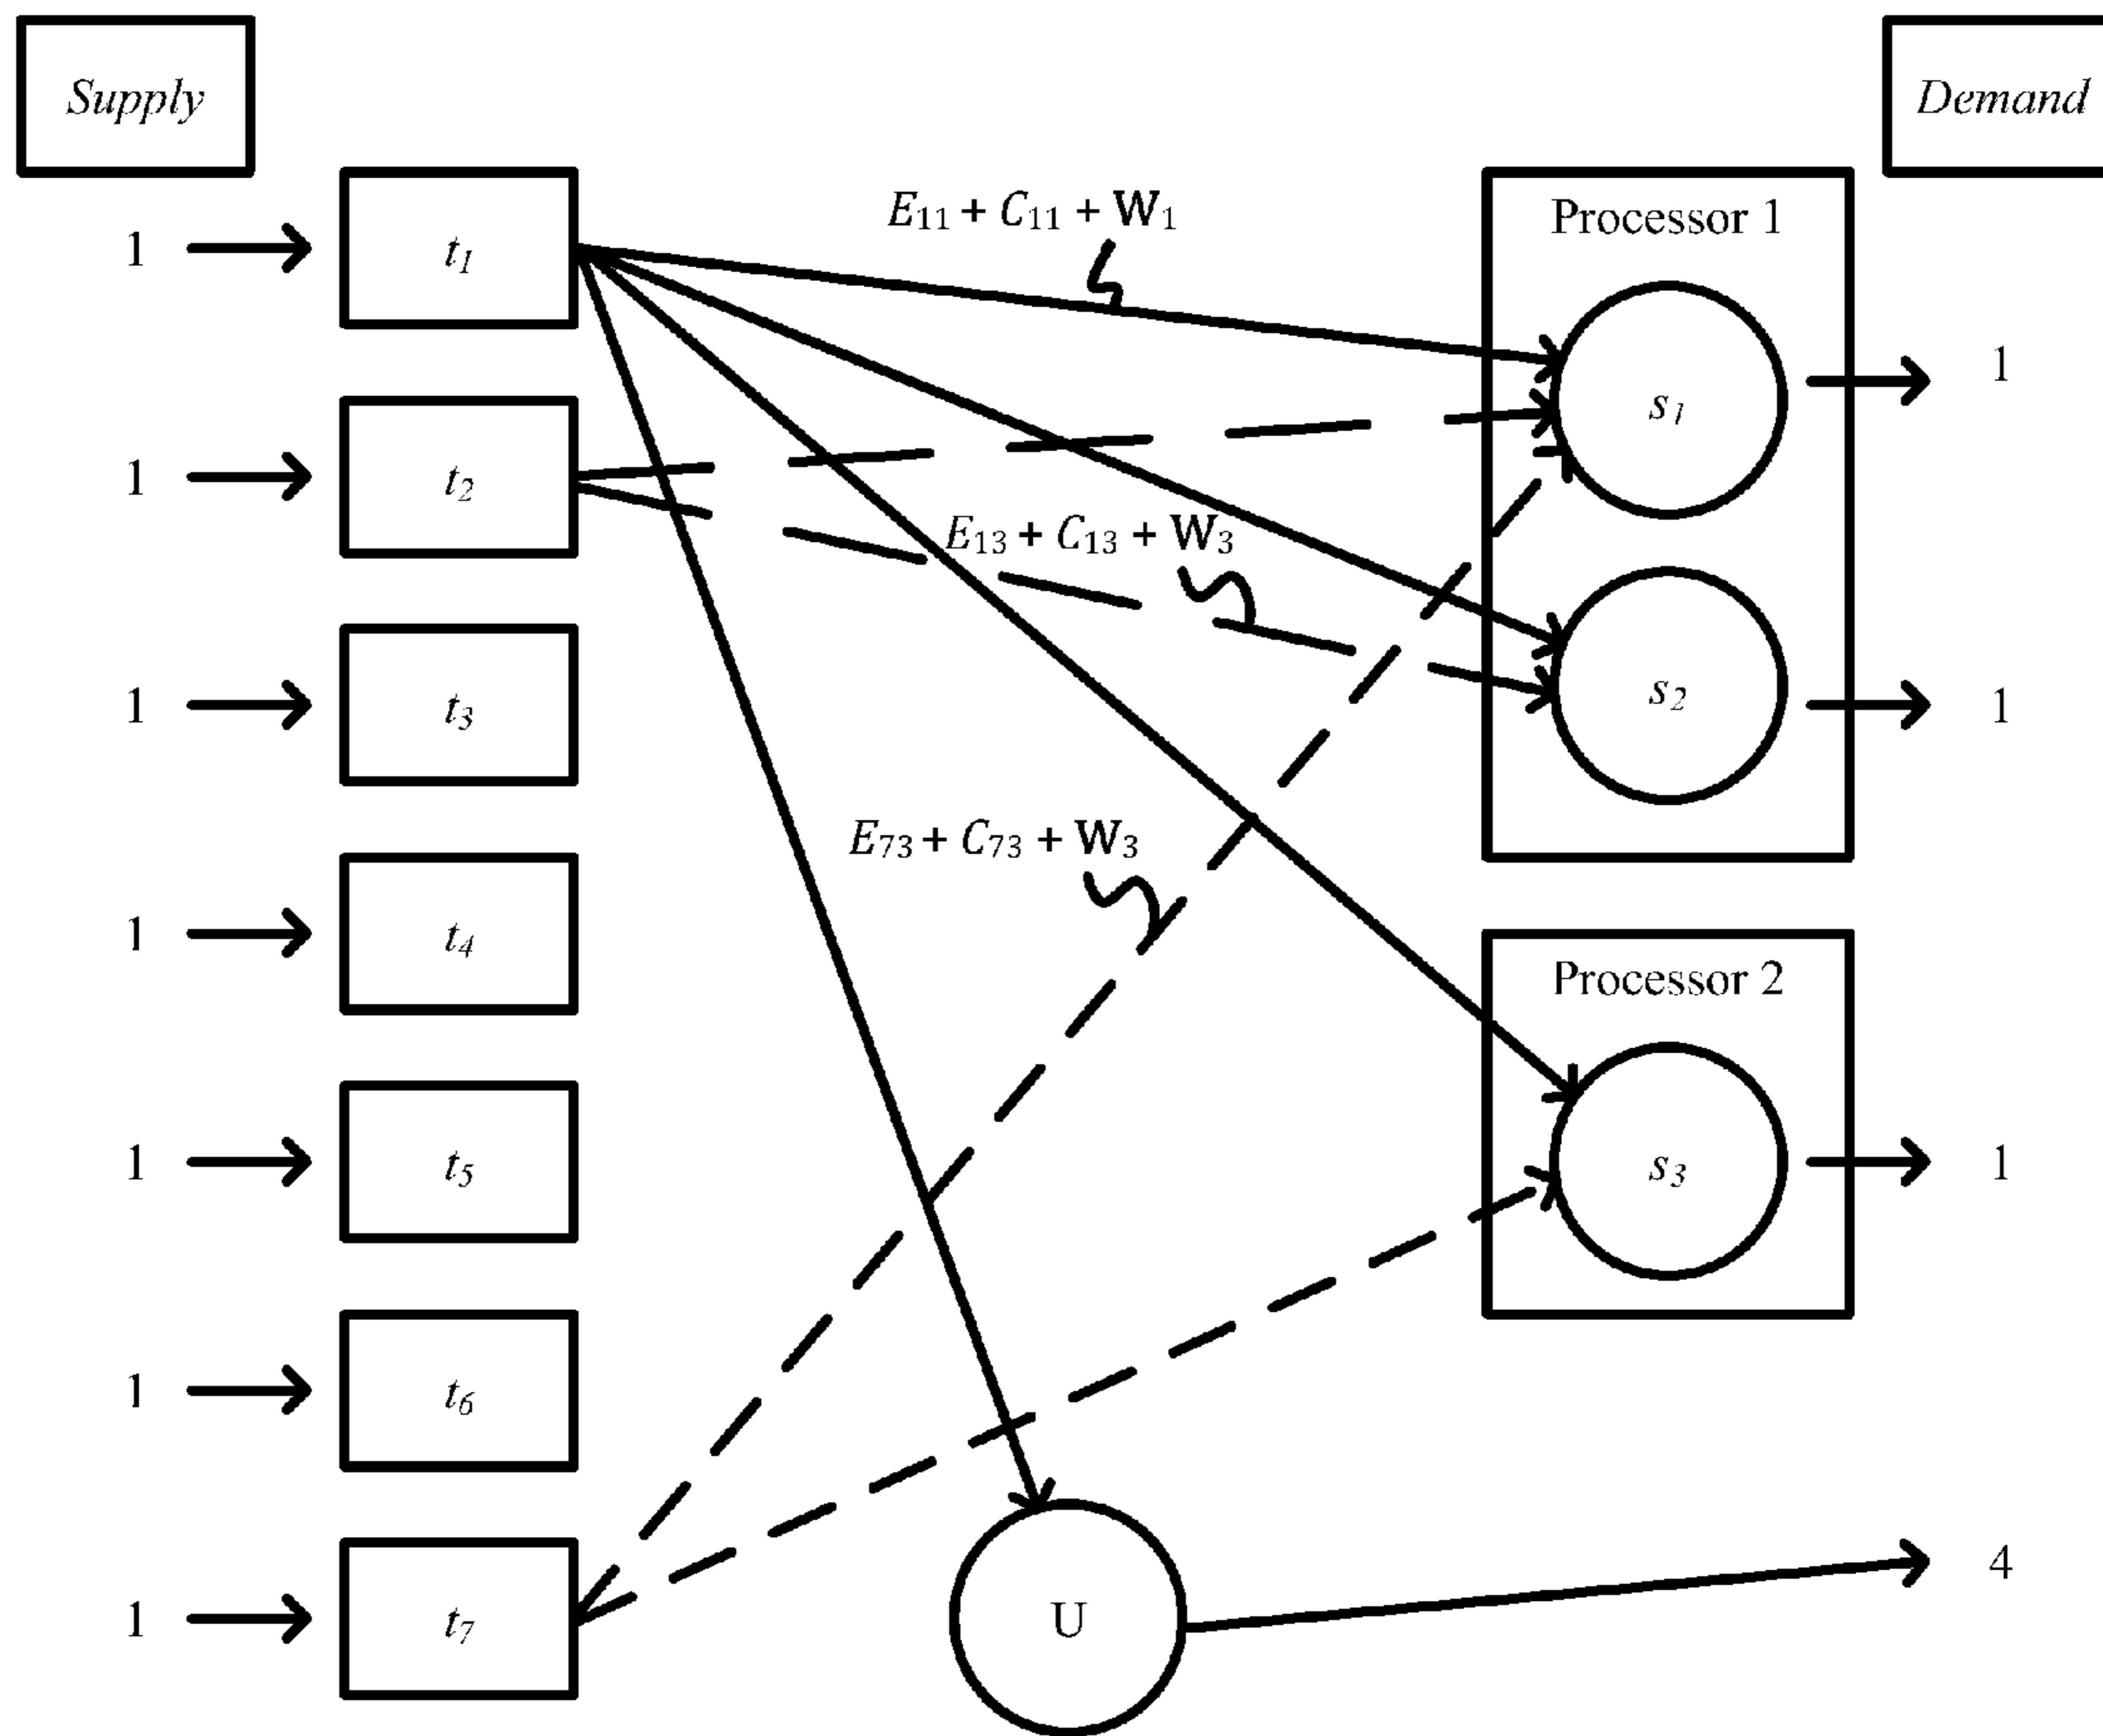 Supply
Demand
1
t₁
E₁₁ + C₁₁ + W₁
Processor 1
s₁
1
1
t₂
E₁₃ + C₁₃ + W₃
1
t₃
s₂
1
E₇₃ + C₇₃ + W₃
1
t₄
Processor 2
1
t₅
s₃
1
1
t₆
1
t₇
U
4